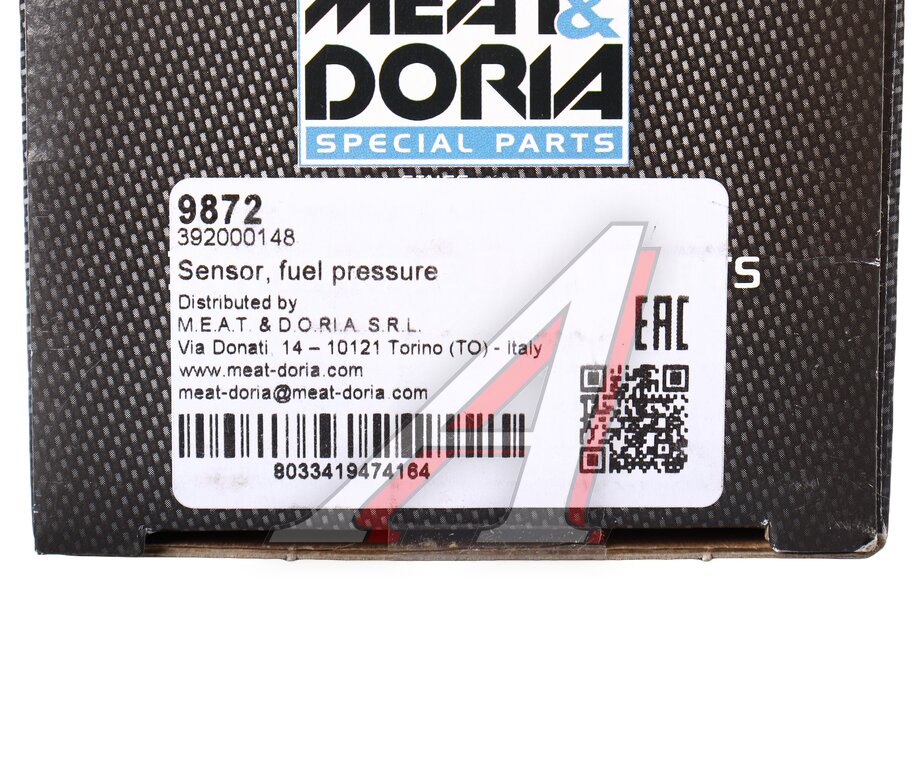 MEAT &
DORIA
SPECIAL PARTS
9872
392000148
Sensor, fuel pressure
Distributed by
M.E.A.T. & D.O.R.I.A. S.R.L.
Via Donati, 14 – 10121 Torino (TO) - Italy
www.meat-doria.com
meat-doria@meat-doria.com
EAC
8033419474164